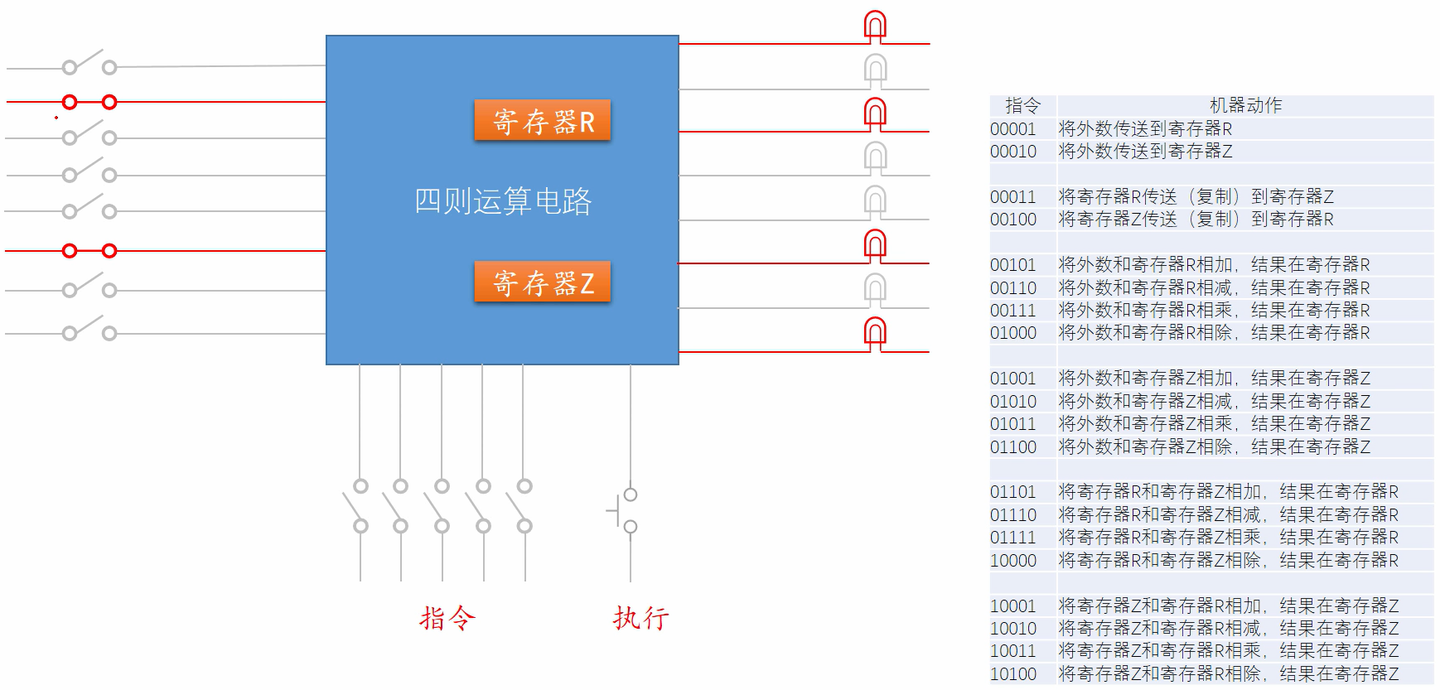 寄存器R
四则运算电路
寄存器Z
指令
执行
指令 机器动作
00001 将外数传送到寄存器R
00010 将外数传送到寄存器Z
00011 将寄存器R传送（复制）到寄存器Z
00100 将寄存器Z传送（复制）到寄存器R
00101 将外数和寄存器R相加，结果在寄存器R
00110 将外数和寄存器R相减，结果在寄存器R
00111 将外数和寄存器R相乘，结果在寄存器R
01000 将外数和寄存器R相除，结果在寄存器R
01001 将外数和寄存器Z相加，结果在寄存器Z
01010 将外数和寄存器Z相减，结果在寄存器Z
01011 将外数和寄存器Z相乘，结果在寄存器Z
01100 将外数和寄存器Z相除，结果在寄存器Z
01101 将寄存器R和寄存器Z相加，结果在寄存器R
01110 将寄存器R和寄存器Z相减，结果在寄存器R
01111 将寄存器R和寄存器Z相乘，结果在寄存器R
10000 将寄存器R和寄存器Z相除，结果在寄存器R
10001 将寄存器Z和寄存器R相加，结果在寄存器Z
10010 将寄存器Z和寄存器R相减，结果在寄存器Z
10011 将寄存器Z和寄存器R相乘，结果在寄存器Z
10100 将寄存器Z和寄存器R相除，结果在寄存器Z